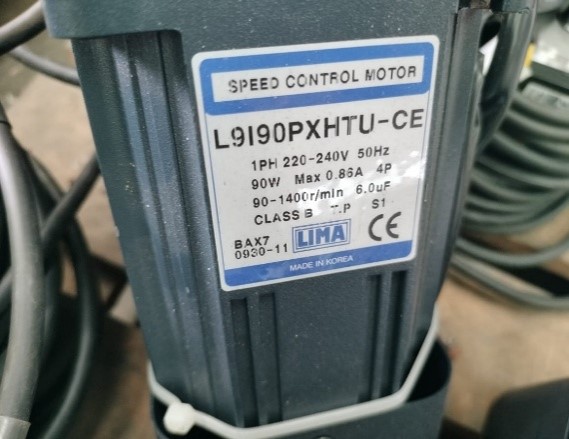 SPEED CONTROL MOTOR
L9I90PXHTU-CE
1PH 220-240V 50Hz
90W Max 0.86A 4P
90-1400r/min 6.0uF
CLASS B T.P S1
BAX7
0930-11
LIMA CE
MADE IN KOREA